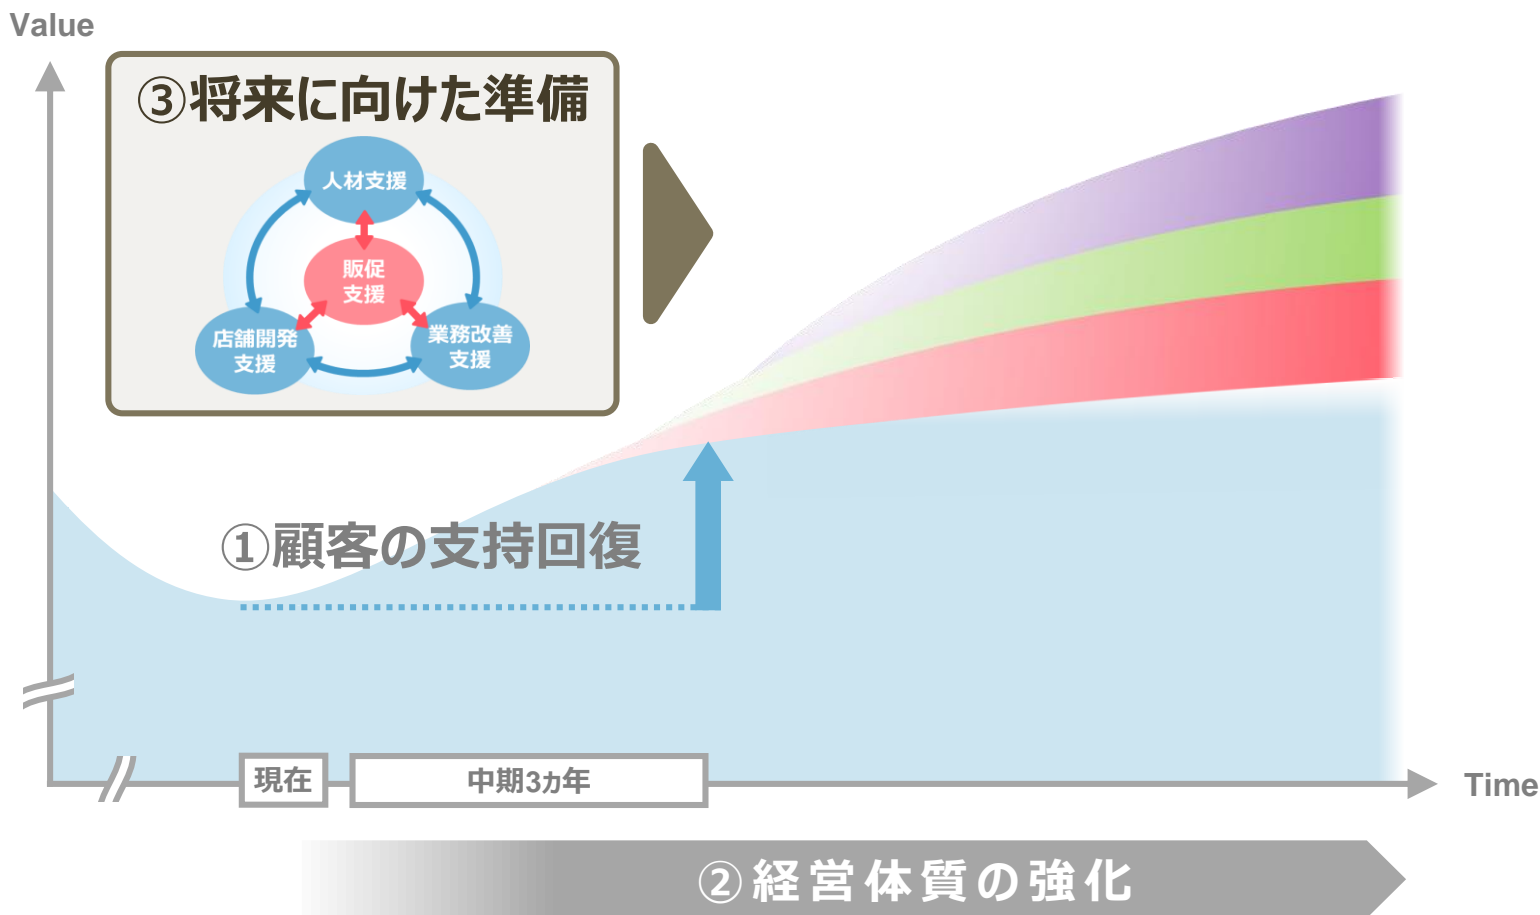 Value
③将来に向けた準備
人材支援
販促
支援
店舗開発
支援
業務改善
支援
①顧客の支持回復
現在
中期3ヵ年
Time
②経営体質の強化